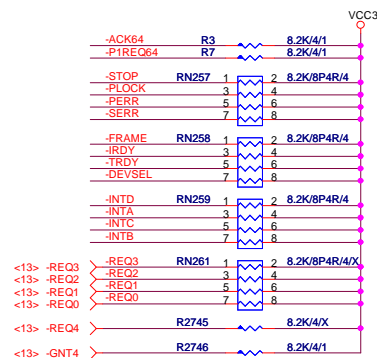 VCC3
-ACK64 R3 8.2K/4/1
-P1REQ64 R7 8.2K/4/1
-STOP RN257 1 2 8.2K/8P4R/4
-PLOCK 3 4
-PERR 5 6
-SERR 7 8
-FRAME RN258 1 2 8.2K/8P4R/4
-IRDY 3 4
-TRDY 5 6
-DEVSEL 7 8
-INTD RN259 1 2 8.2K/8P4R/4
-INTA 3 4
-INTC 5 6
-INTB 7 8
<13> -REQ3 -REQ3 RN261 1 2 8.2K/8P4R/4/X
<13> -REQ2 -REQ2 3 4
<13> -REQ1 -REQ1 5 6
<13> -REQ0 -REQ0 7 8
<13> -REQ4 R2745 8.2K/4/X
<13> -GNT4 R2746 8.2K/4/1